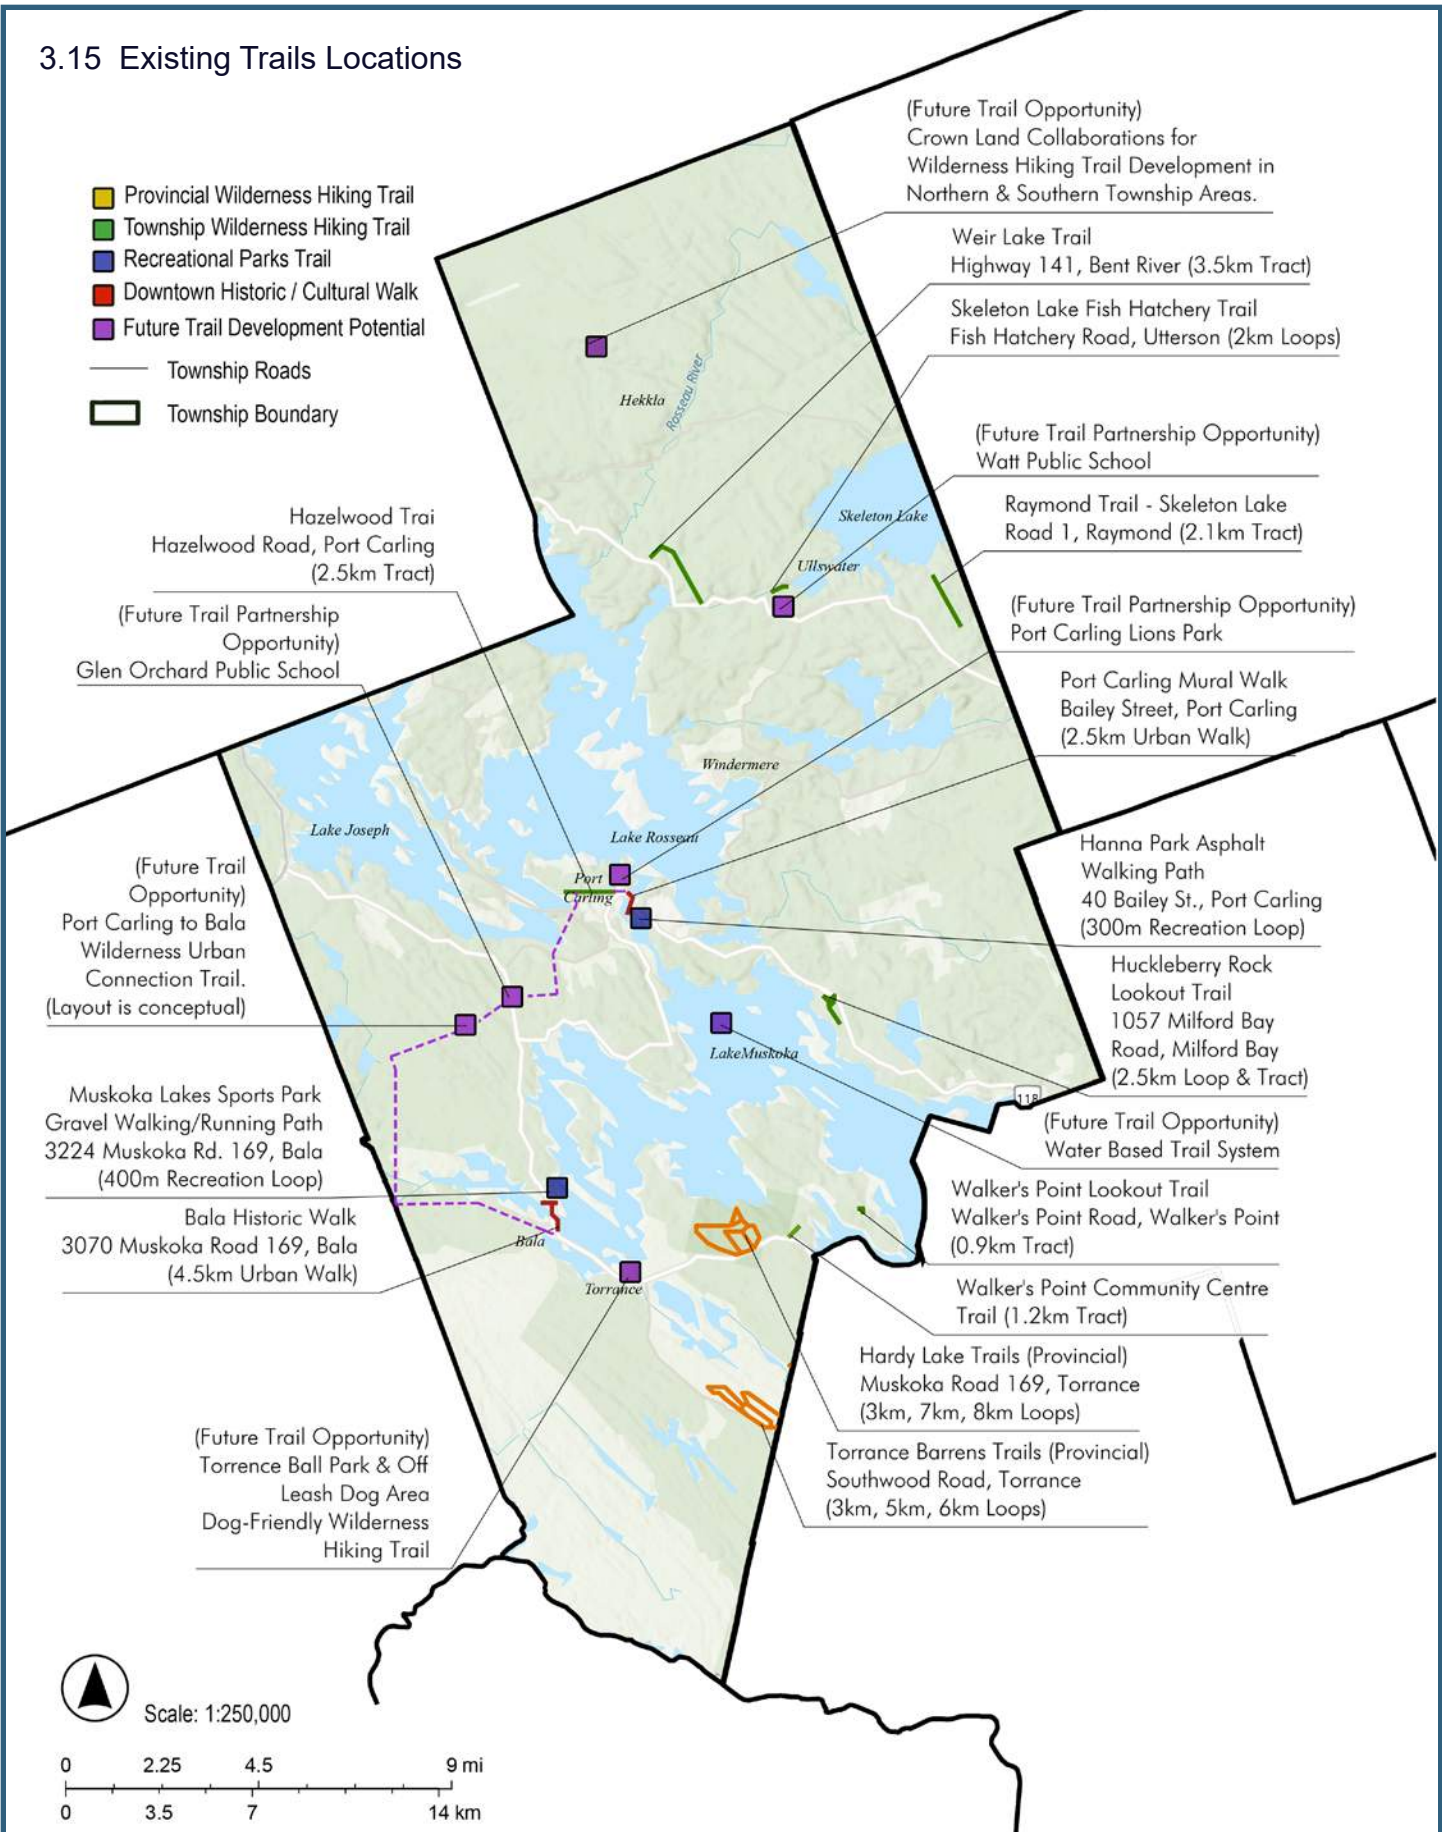 3.15 Existing Trails Locations
Provincial Wilderness Hiking Trail
Township Wilderness Hiking Trail
Recreational Parks Trail
Downtown Historic / Cultural Walk
Future Trail Development Potential
Township Roads
Township Boundary
(Future Trail Opportunity)
Crown Land Collaborations for
Wilderness Hiking Trail Development in
Northern & Southern Township Areas.
Weir Lake Trail
Highway 141, Bent River (3.5km Tract)
Skeleton Lake Fish Hatchery Trail
Fish Hatchery Road, Utterson (2km Loops)
(Future Trail Partnership Opportunity)
Watt Public School
Raymond Trail - Skeleton Lake
Road 1, Raymond (2.1km Tract)
(Future Trail Partnership Opportunity)
Port Carling Lions Park
Port Carling Mural Walk
Bailey Street, Port Carling
(2.5km Urban Walk)
Hanna Park Asphalt
Walking Path
40 Bailey St., Port Carling
(300m Recreation Loop)
Huckleberry Rock
Lookout Trail
1057 Milford Bay
Road, Milford Bay
(2.5km Loop & Tract)
(Future Trail Opportunity)
Water Based Trail System
Walker's Point Lookout Trail
Walker's Point Road, Walker's Point
(0.9km Tract)
Walker's Point Community Centre
Trail (1.2km Tract)
Hardy Lake Trails (Provincial)
Muskoka Road 169, Torrance
(3km, 7km, 8km Loops)
Torrance Barrens Trails (Provincial)
Southwood Road, Torrance
(3km, 5km, 6km Loops)
Hazelwood Trai
Hazelwood Road, Port Carling
(2.5km Tract)
(Future Trail Partnership
Opportunity)
Glen Orchard Public School
(Future Trail
Opportunity)
Port Carling to Bala
Wilderness Urban
Connection Trail.
(Layout is conceptual)
Muskoka Lakes Sports Park
Gravel Walking/Running Path
3224 Muskoka Rd. 169, Bala
(400m Recreation Loop)
Bala Historic Walk
3070 Muskoka Road 169, Bala
(4.5km Urban Walk)
(Future Trail Opportunity)
Torrence Ball Park & Off
Leash Dog Area
Dog-Friendly Wilderness
Hiking Trail
Hekkla
Rosseau River
Skeleton Lake
Ullswater
Windermere
Lake Joseph
Lake Rosseau
Port
Carling
LakeMuskoka
118
Bala
Torrance
Scale: 1:250,000
0 2.25 4.5 9 mi
0 3.5 7 14 km